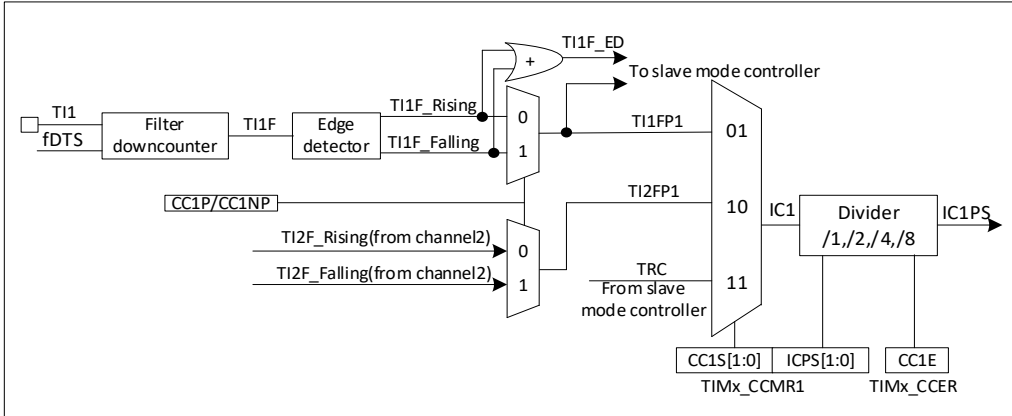 TI1F_ED
To slave mode controller
TI1
fDTS
Filter
downcounter
TI1F
Edge
detector
TI1F_Rising
TI1F_Falling
+
0
1
TI1FP1
01
CC1P/CC1NP
TI2FP1
10
IC1
Divider
/1,/2,/4,/8
IC1PS
TI2F_Rising(from channel2)
TI2F_Falling(from channel2)
0
1
TRC
From slave
mode controller
11
CC1S[1:0]
ICPS[1:0]
CC1E
TIMx_CCMR1
TIMx_CCER